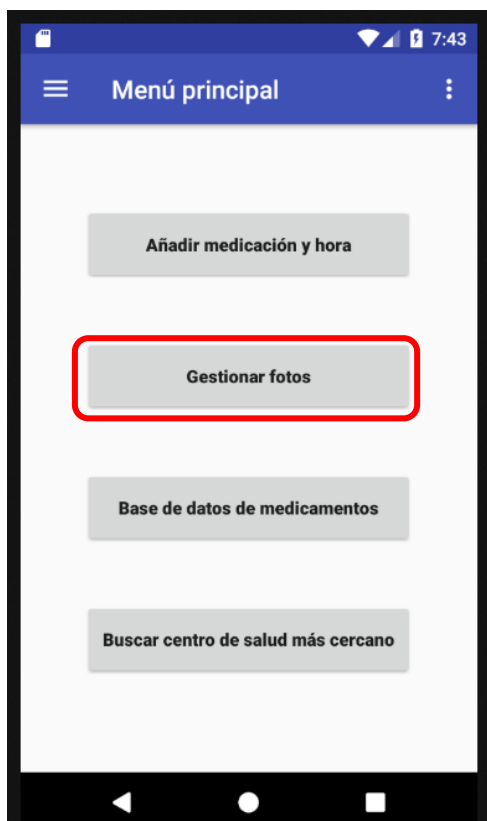 7:43
Menú principal
Añadir medicación y hora
Gestionar fotos
Base de datos de medicamentos
Buscar centro de salud más cercano